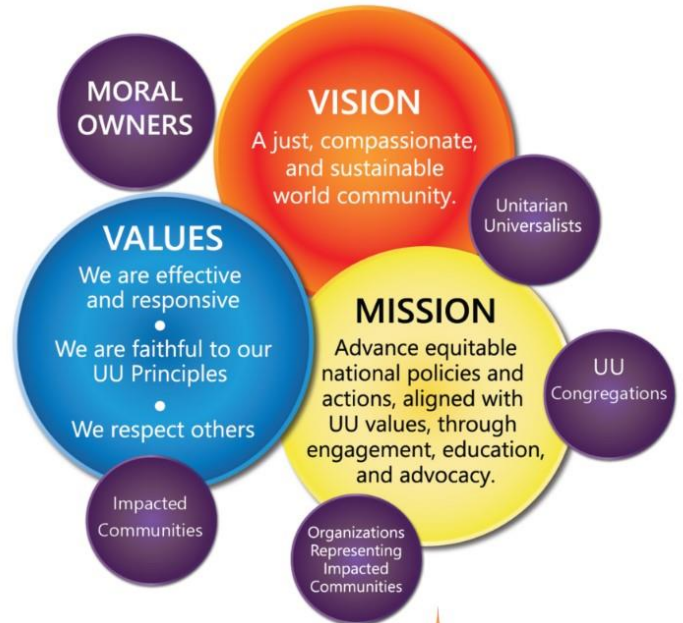 MORAL
OWNERS
VISION
A just, compassionate,
and sustainable
world community.
Unitarian
Universalists
VALUES
We are effective
and responsive
•
We are faithful to our
UU Principles
•
We respect others
MISSION
Advance equitable
national policies and
actions, aligned with
UU values, through
engagement, education,
and advocacy.
UU
Congregations
Impacted
Communities
Organizations
Representing
Impacted
Communities